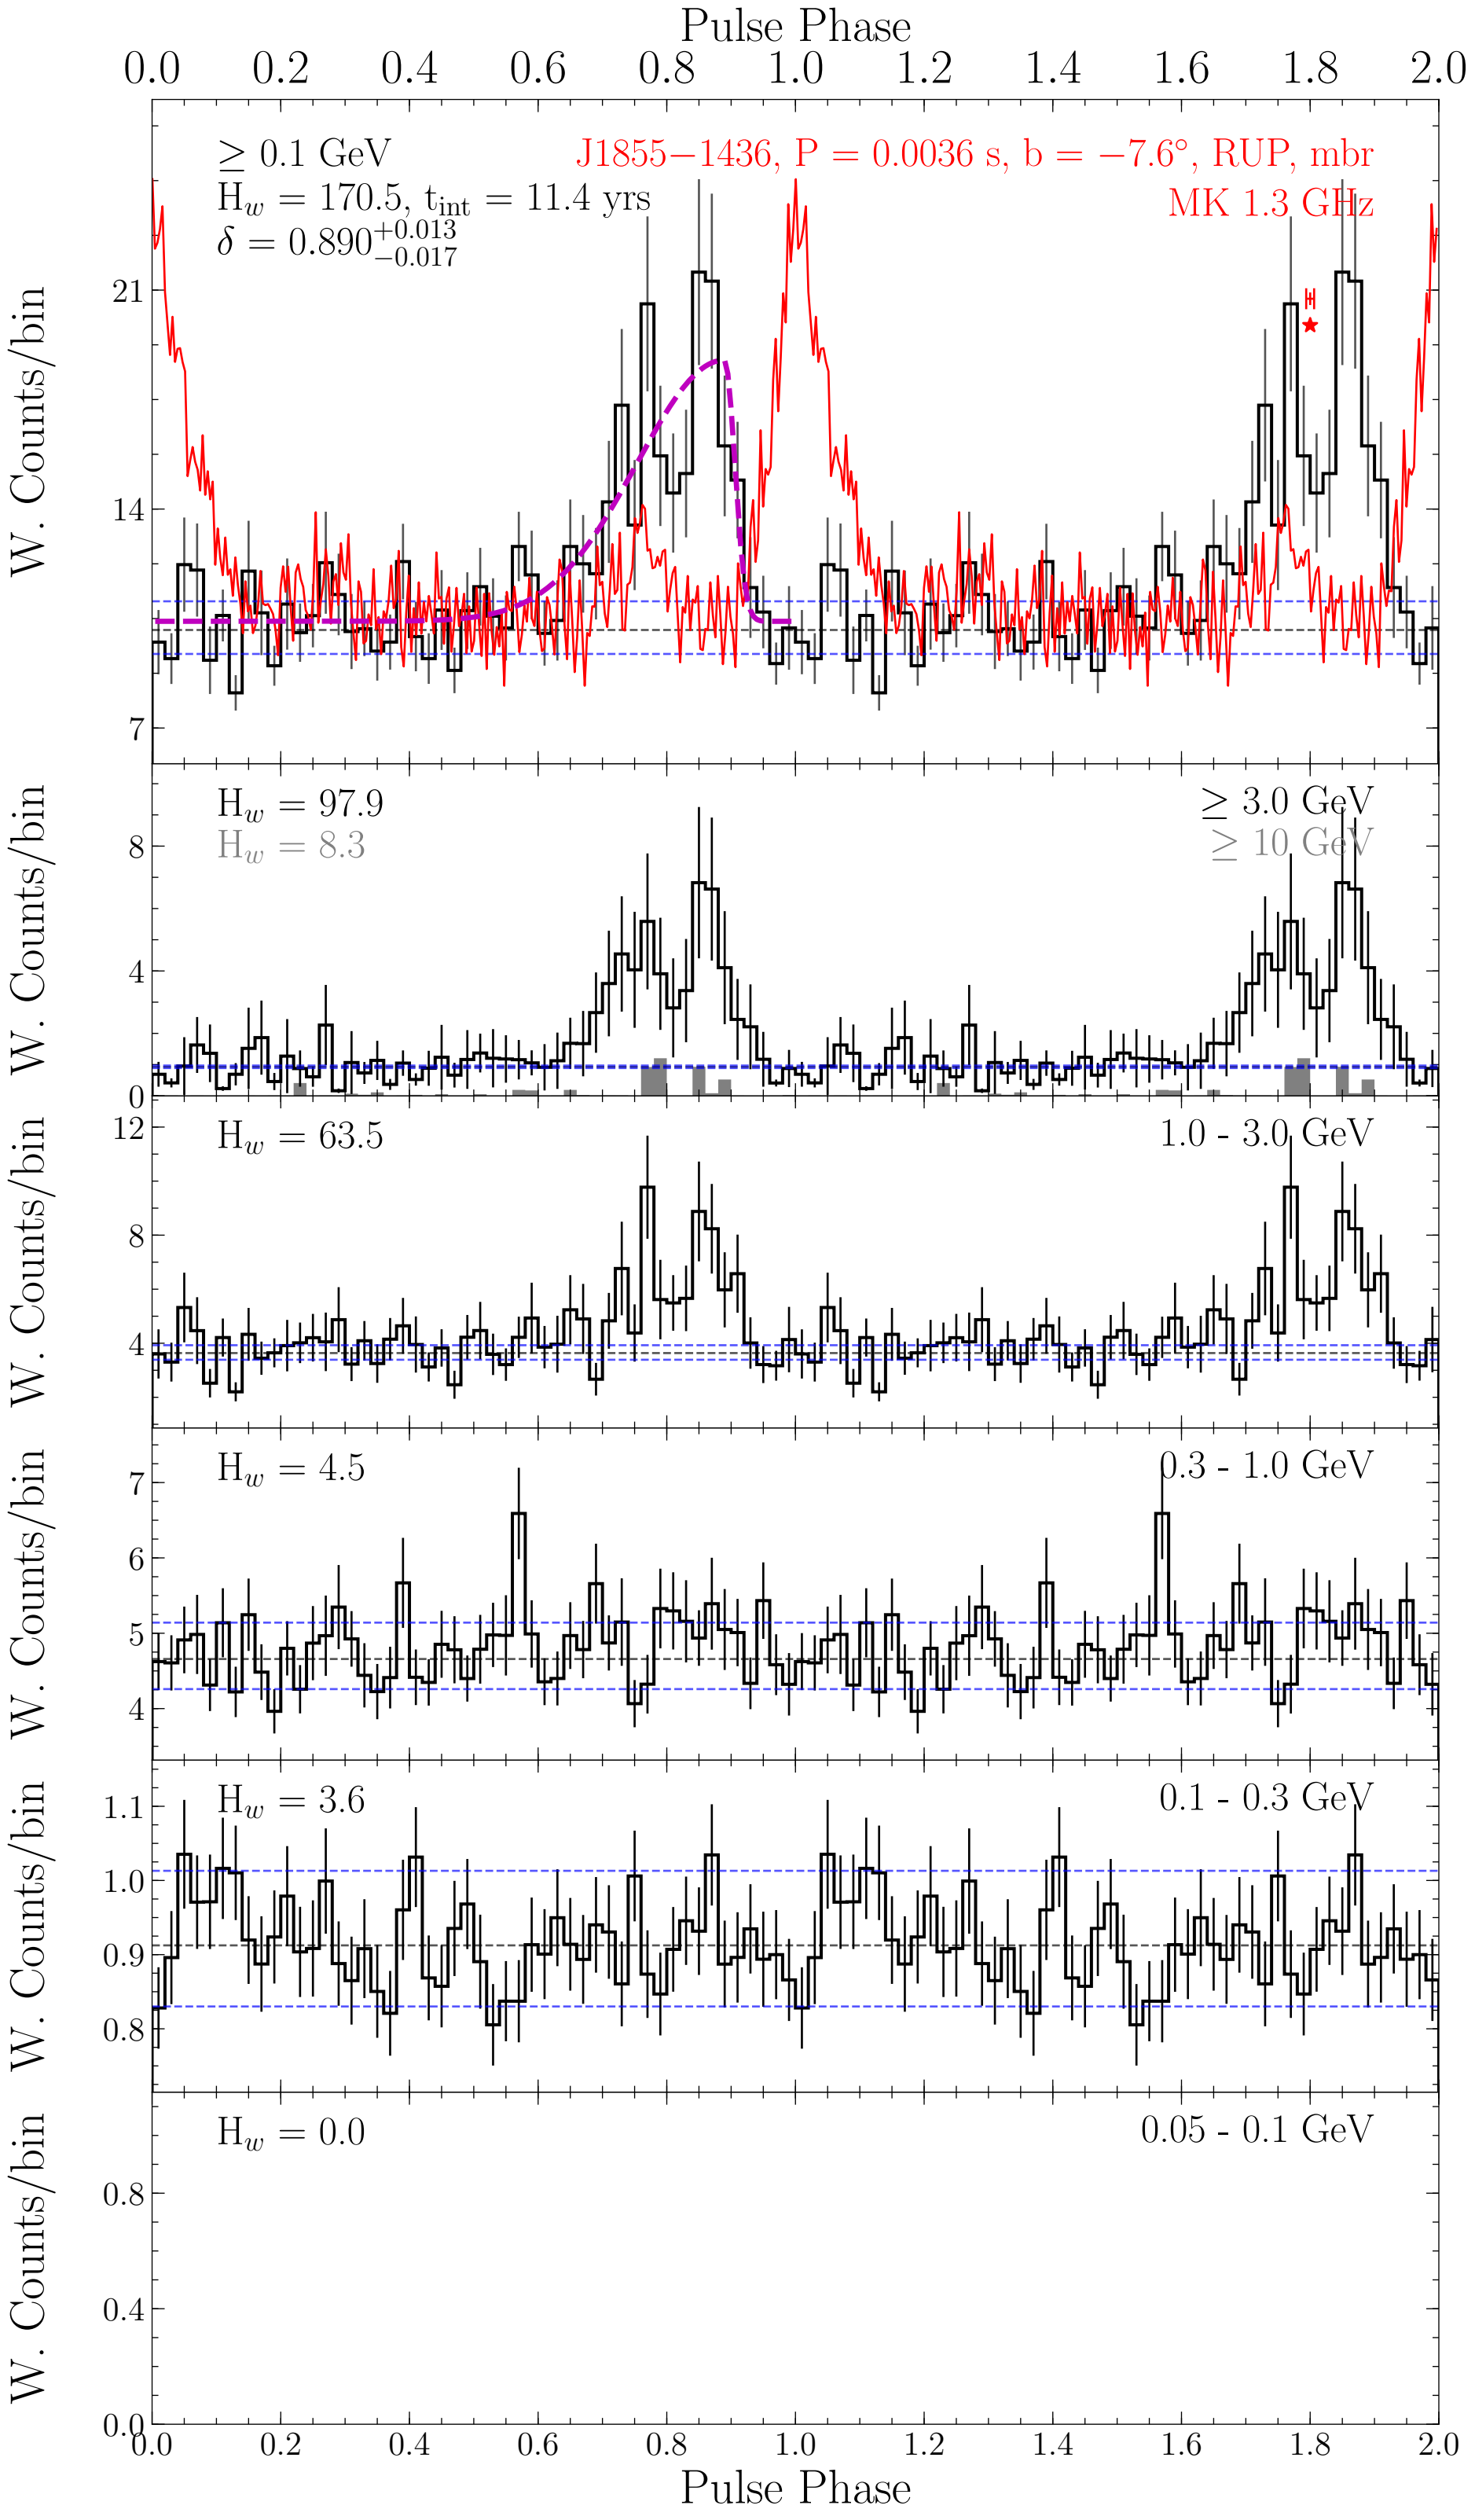 Pulse Phase
0.0 0.2 0.4 0.6 0.8 1.0 1.2 1.4 1.6 1.8 2.0
≥ 0.1 GeV
J1855−1436, P = 0.0036 s, b = −7.6°, RUP, mbr
H_w = 170.5, t_int = 11.4 yrs
MK 1.3 GHz
δ = 0.890 +0.013 −0.017
W. Counts/bin
21
14
7
H_w = 97.9
≥ 3.0 GeV
H_w = 8.3
≥ 10 GeV
W. Counts/bin
8
4
0
H_w = 63.5
1.0 - 3.0 GeV
W. Counts/bin
12
8
4
H_w = 4.5
0.3 - 1.0 GeV
W. Counts/bin
7
6
5
4
H_w = 3.6
0.1 - 0.3 GeV
W. Counts/bin
1.1
1.0
0.9
0.8
H_w = 0.0
0.05 - 0.1 GeV
W. Counts/bin
0.8
0.4
0.0
0.0 0.2 0.4 0.6 0.8 1.0 1.2 1.4 1.6 1.8 2.0
Pulse Phase